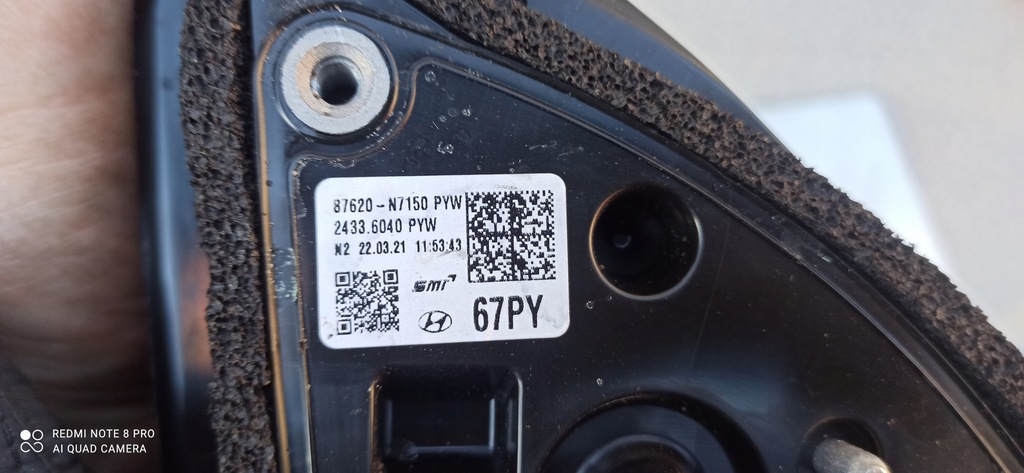 87620-N7150 PYW
2433.6040 PYW
N2 22.03.21 11:53:43
SMR
67PY
REDMI NOTE 8 PRO
AI QUAD CAMERA